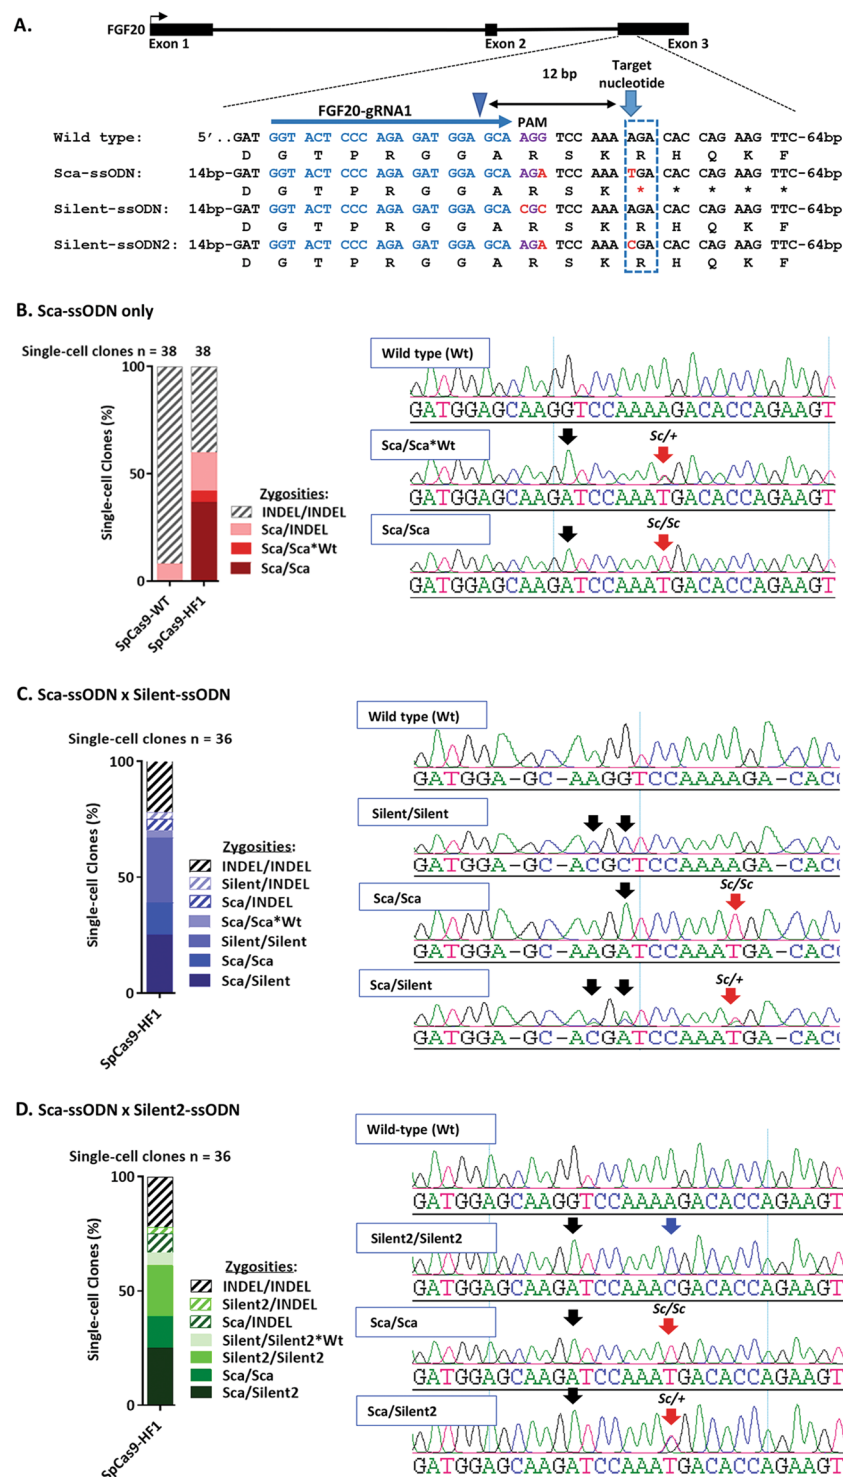 A.
FGF20
Exon 1 Exon 2 Exon 3
12 bp
Target
nucleotide
FGF20-gRNA1
PAM
Wild type: 5’..GAT GGT ACT CCC AGA GAT GGA GCA AGG TCC AAA AGA CAC CAG AAG TTC-64bp
D G T P R G G A R S K R H Q K F
Sca-ssODN: 14bp-GAT GGT ACT CCC AGA GAT GGA GCA AGA TCC AAA TGA CAC CAG AAG TTC-64bp
D G T P R G G A R S K * * * * *
Silent-ssODN: 14bp-GAT GGT ACT CCC AGA GAT GGA GCA CGC TCC AAA AGA CAC CAG AAG TTC-64bp
D G T P R G G A R S K R H Q K F
Silent-ssODN2: 14bp-GAT GGT ACT CCC AGA GAT GGA GCA AGA TCC AAA CGA CAC CAG AAG TTC-64bp
D G T P R G G A R S K R H Q K F
B. Sca-ssODN only
Single-cell clones n = 38 38
100
50
0
Single-cell Clones (%)
SpCas9-WT
SpCas9-HF1
Zygosities:
INDEL/INDEL
Sca/INDEL
Sca/Sca*Wt
Sca/Sca
Wild type (Wt)
GATGGAGCAAGGTCCAAAAGACACCAGAAGT
Sca/Sca*Wt
Sc/+
GATGGAGCAAGATCCAAATGACACCAGAAGT
Sca/Sca
Sc/Sc
GATGGAGCAAGATCCAAATGACACCAGAAGT
C. Sca-ssODN x Silent-ssODN
Single-cell clones n = 36
100
50
0
Single-cell Clones (%)
SpCas9-HF1
Zygosities:
INDEL/INDEL
Silent/INDEL
Sca/INDEL
Sca/Sca*Wt
Silent/Silent
Sca/Sca
Sca/Silent
Wild type (Wt)
GATGGA-GC-AAGGTCCAAAAGA-CAC
Silent/Silent
GATGGA-GC-ACGCTCCAAAAGA-CAC
Sca/Sca
Sc/Sc
GATGGA-GC-AAGATCCAAATGA-CAC
Sca/Silent
Sc/+
GATGGA-GC-ACGATCCAAATGA-CAC
D. Sca-ssODN x Silent2-ssODN
Single-cell clones n = 36
100
50
0
Single-cell Clones (%)
SpCas9-HF1
Zygosities:
INDEL/INDEL
Silent2/INDEL
Sca/INDEL
Silent/Silent2*Wt
Silent2/Silent2
Sca/Sca
Sca/Silent2
Wild-type (Wt)
GATGGAGCAAGGTCCAAAAGACACCAGAAGT
Silent2/Silent2
GATGGAGCAAGATCCAAACGACACCAGAAGT
Sca/Sca
Sc/Sc
GATGGAGCAAGATCCAAATGACACCAGAAGT
Sca/Silent2
Sc/+
GATGGAGCAAGATCCAAATGACACCAGAAGT